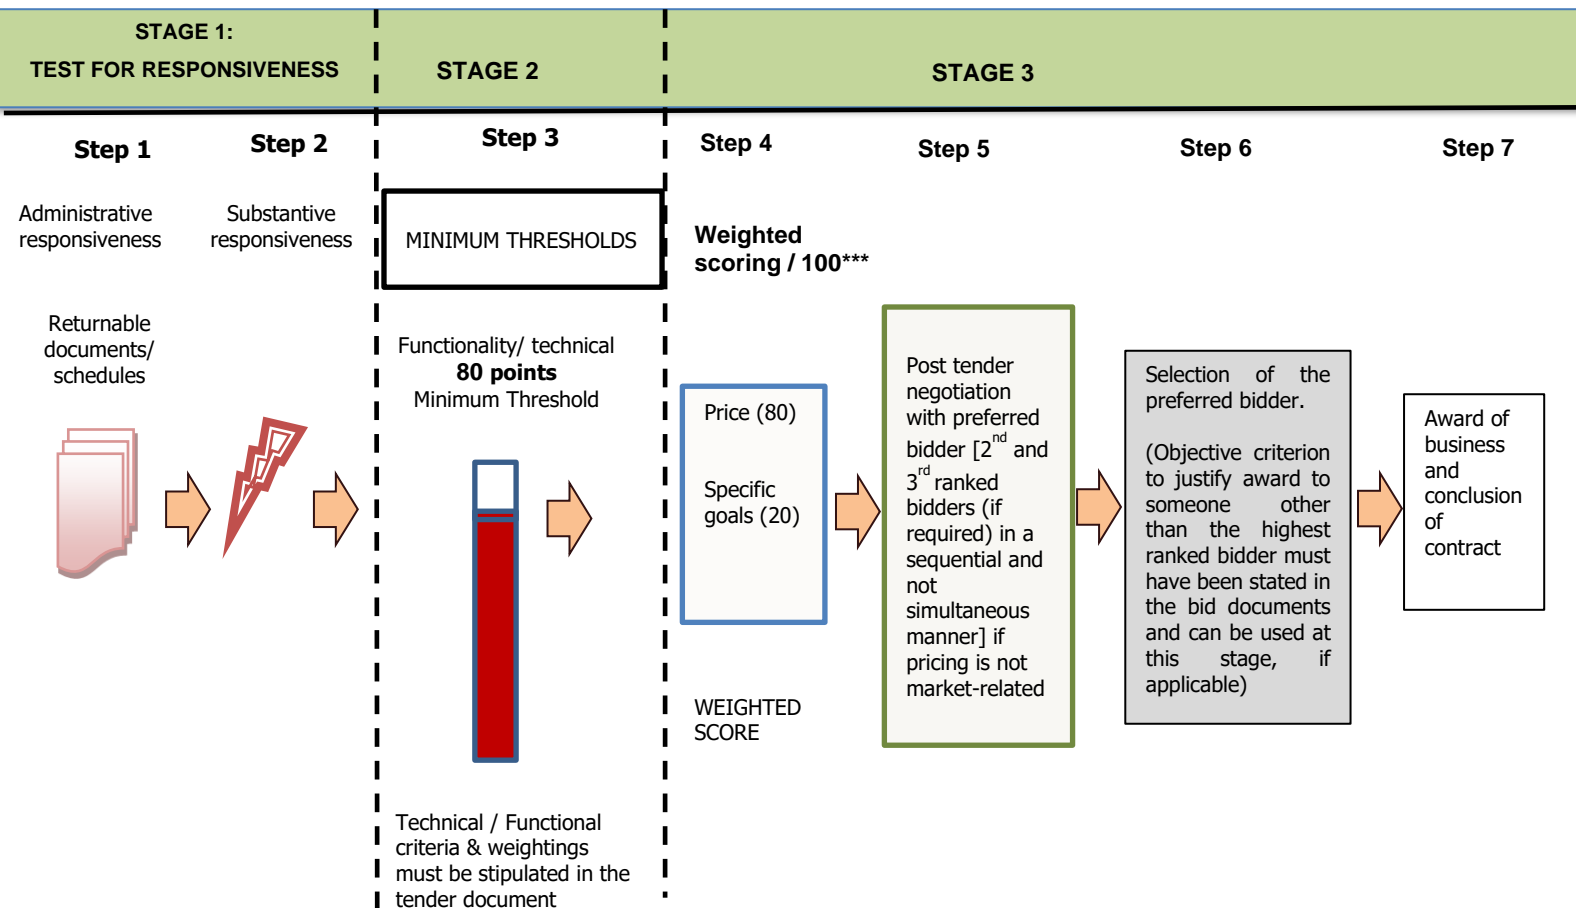 STAGE 1:
TEST FOR RESPONSIVENESS
STAGE 2
STAGE 3
Step 1
Step 2
Step 3
Step 4
Step 5
Step 6
Step 7
Administrative
responsiveness
Substantive
responsiveness
MINIMUM THRESHOLDS
Weighted
scoring / 100***
Returnable
documents/
schedules
Functionality/ technical
80 points
Minimum Threshold
Technical / Functional
criteria & weightings
must be stipulated in the
tender document
Price (80)
Specific
goals (20)
WEIGHTED
SCORE
Post tender
negotiation
with preferred
bidder [2nd and
3rd ranked
bidders (if
required) in a
sequential and
not
simultaneous
manner] if
pricing is not
market-related
Selection of the
preferred bidder.
(Objective criterion
to justify award to
someone other
than the highest
ranked bidder must
have been stated in
the bid documents
and can be used at
this stage, if
applicable)
Award of
business
and
conclusion
of
contract